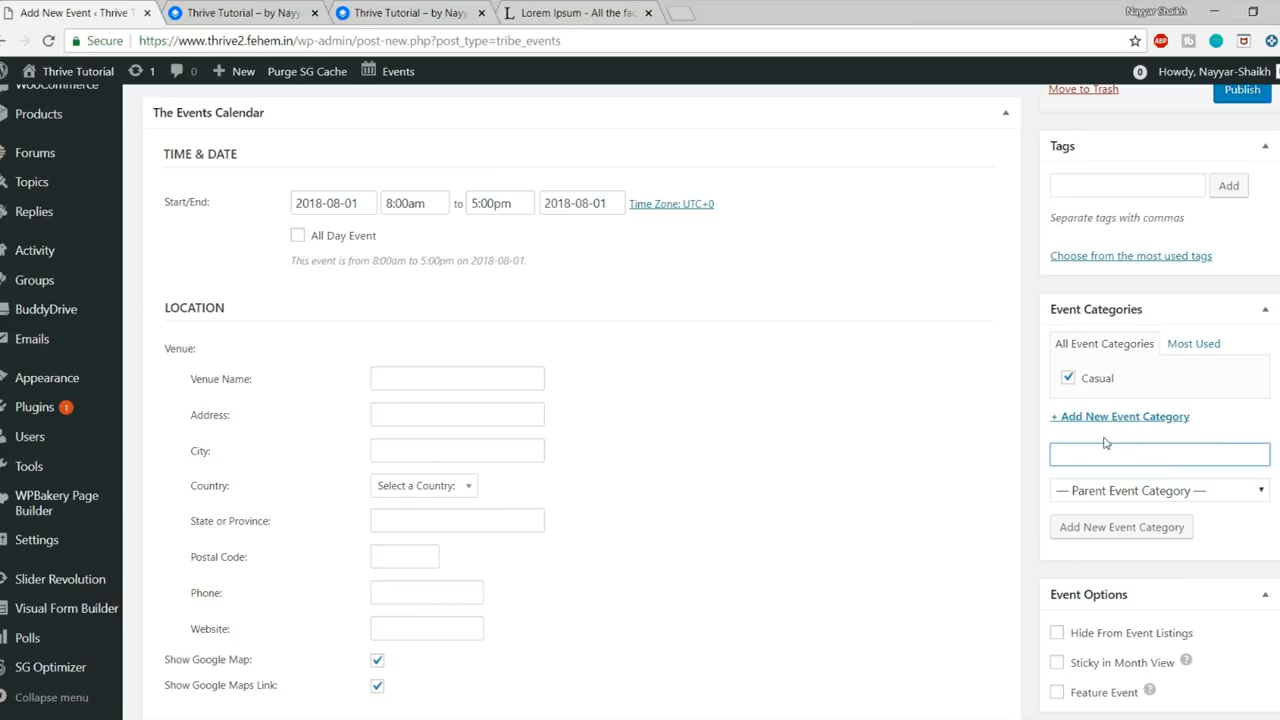 Add New Event ‹ Thrive T
Thrive Tutorial – by Nayy
Thrive Tutorial – by Nayy
Lorem Ipsum - All the fac
Nayyar Shaikh
Secure
https://www.thrive2.fehem.in/wp-admin/post-new.php?post_type=tribe_events
ABP
Thrive Tutorial
1
0
New
Purge SG Cache
Events
0
Howdy, Nayyar-Shaikh
WooCommerce
Products
Forums
Topics
Replies
Activity
Groups
BuddyDrive
Emails
Appearance
Plugins 1
Users
Tools
WPBakery Page
Builder
Settings
Slider Revolution
Visual Form Builder
Polls
SG Optimizer
Collapse menu
The Events Calendar
TIME & DATE
Start/End:
2018-08-01
8:00am
to
5:00pm
2018-08-01
Time Zone: UTC+0
All Day Event
This event is from 8:00am to 5:00pm on 2018-08-01.
LOCATION
Venue:
Venue Name:
Address:
City:
Country:
Select a Country:
State or Province:
Postal Code:
Phone:
Website:
Show Google Map:
Show Google Maps Link:
Move to Trash
Publish
Tags
Add
Separate tags with commas
Choose from the most used tags
Event Categories
All Event Categories
Most Used
Casual
+ Add New Event Category
— Parent Event Category —
Add New Event Category
Event Options
Hide From Event Listings
Sticky in Month View
Feature Event